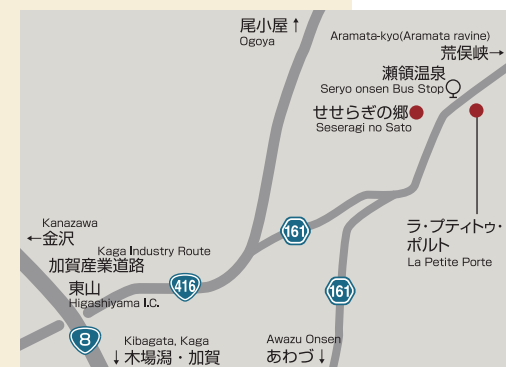 尾小屋↑
Ogoya
Aramata-kyo(Aramata ravine)
荒俣峡→
瀬領温泉
Seryo onsen Bus Stop
せせらぎの郷
Seseragi no Sato
161
ラ・プティトゥ・
ポルト
La Petite Porte
Kanazawa
←金沢
Kaga Industry Route
加賀産業道路
416
東山
Higashiyama I.C.
161
8
Kibagata, Kaga
↓木場潟・加賀
Awazu Onsen
あわづ↓